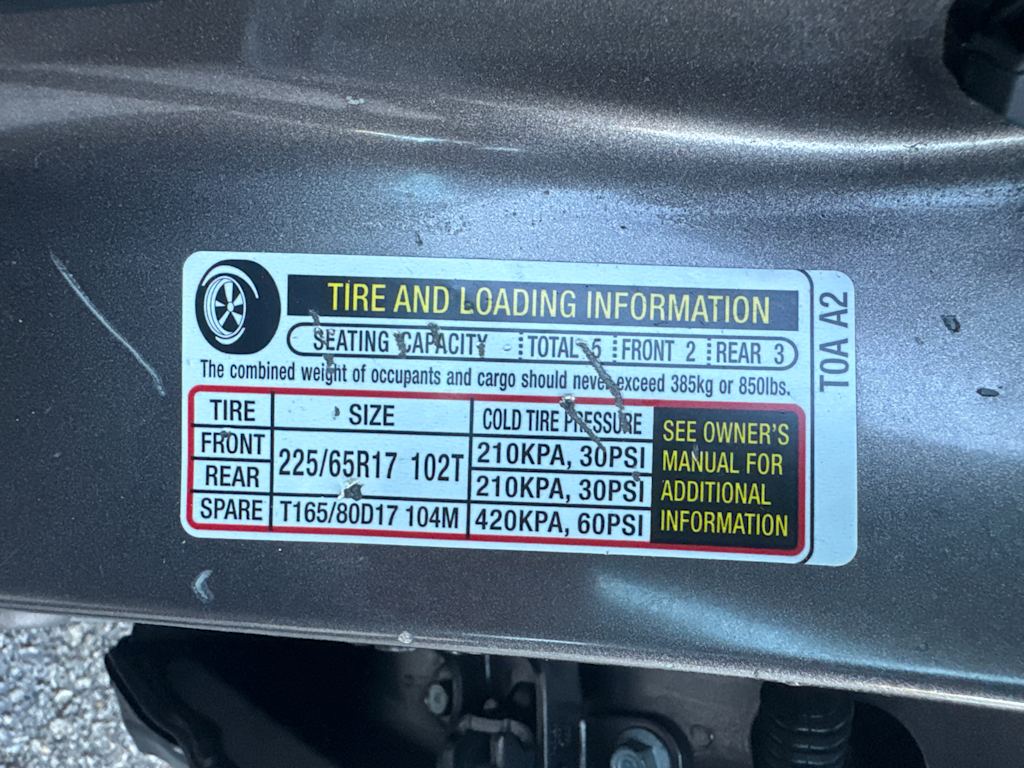 TIRE AND LOADING INFORMATION
SEATING CAPACITY TOTAL 5 FRONT 2 REAR 3
The combined weight of occupants and cargo should never exceed 385kg or 850lbs.
TIRE SIZE COLD TIRE PRESSURE
FRONT 225/65R17 102T 210KPA, 30PSI
REAR 210KPA, 30PSI
SPARE T165/80D17 104M 420KPA, 60PSI
SEE OWNER'S
MANUAL FOR
ADDITIONAL
INFORMATION
T0A A2